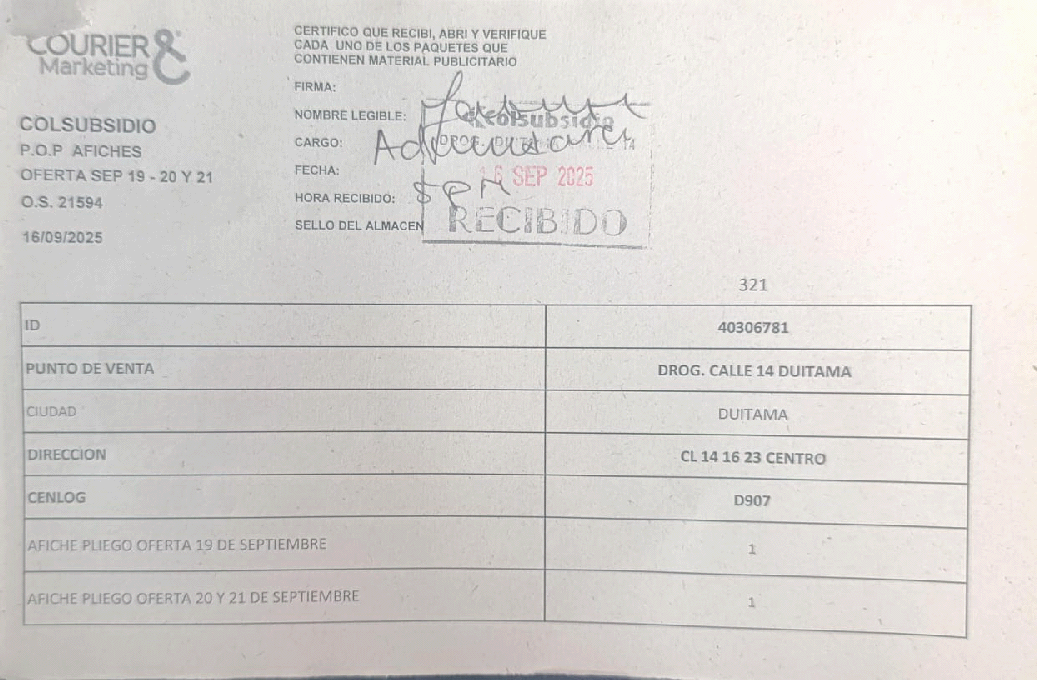 COURIER &
Marketing
COLSUBSIDIO
P.O.P AFICHES
OFERTA SEP 19 - 20 Y 21
O.S. 21594
16/09/2025
CERTIFICO QUE RECIBI, ABRI Y VERIFIQUE
CADA UNO DE LOS PAQUETES QUE
CONTIENEN MATERIAL PUBLICITARIO
FIRMA:
NOMBRE LEGIBLE:
colsubsidio
CARGO:
FECHA: 16 SEP 2025
HORA RECIBIDO: PM
SELLO DEL ALMACEN RECIBIDO
321
ID 40306781
PUNTO DE VENTA DROG. CALLE 14 DUITAMA
CIUDAD DUITAMA
DIRECCION CL 14 16 23 CENTRO
CENLOG D907
AFICHE PLIEGO OFERTA 19 DE SEPTIEMBRE 1
AFICHE PLIEGO OFERTA 20 Y 21 DE SEPTIEMBRE 1